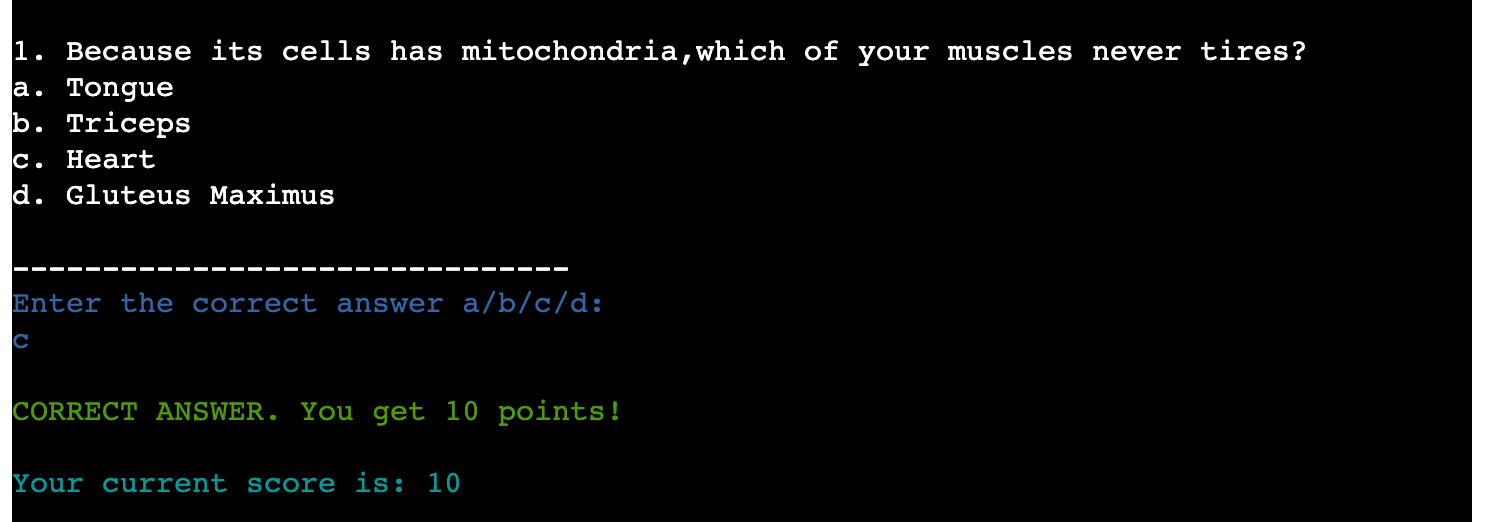 1. Because its cells has mitochondria,which of your muscles never tires?
a. Tongue
b. Triceps
c. Heart
d. Gluteus Maximus
-------------------------------
Enter the correct answer a/b/c/d:
c
CORRECT ANSWER. You get 10 points!
Your current score is: 10